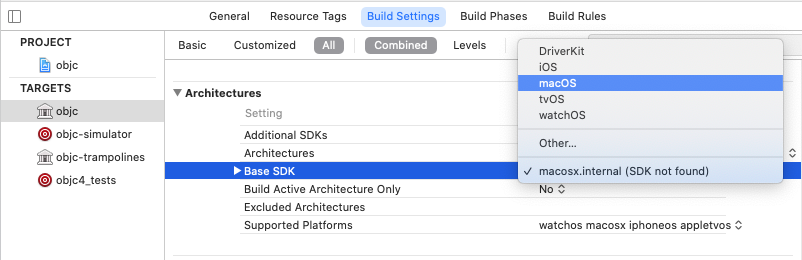 General Resource Tags Build Settings Build Phases Build Rules
PROJECT
objc
TARGETS
objc
objc-simulator
objc-trampolines
objc4_tests
Basic Customized All Combined Levels
Architectures
Setting
Additional SDKs
Architectures
Base SDK
Build Active Architecture Only No
Excluded Architectures
Supported Platforms watchos macosx iphoneos appletvos
DriverKit
iOS
macOS
tvOS
watchOS
Other...
✓ macosx.internal (SDK not found)